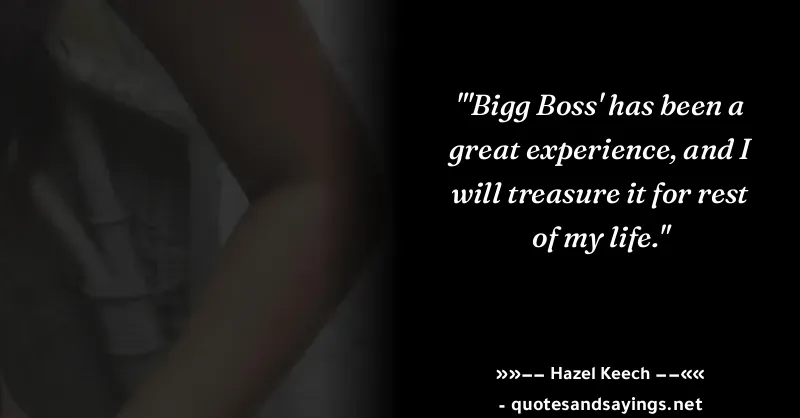 "'Bigg Boss' has been a
great experience, and I
will treasure it for rest
of my life."
»»−− Hazel Keech −−««
- quotesandsayings.net